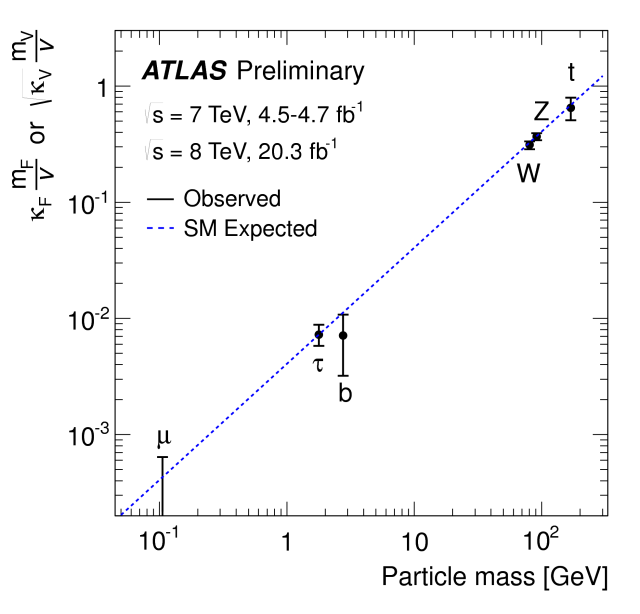 κF mF/v or √κV mV/v
ATLAS Preliminary
√s = 7 TeV, 4.5-4.7 fb-1
√s = 8 TeV, 20.3 fb-1
Observed
SM Expected
1
10-1
10-2
10-3
μ
τ
b
W
Z
t
10-1
1
10
102
Particle mass [GeV]